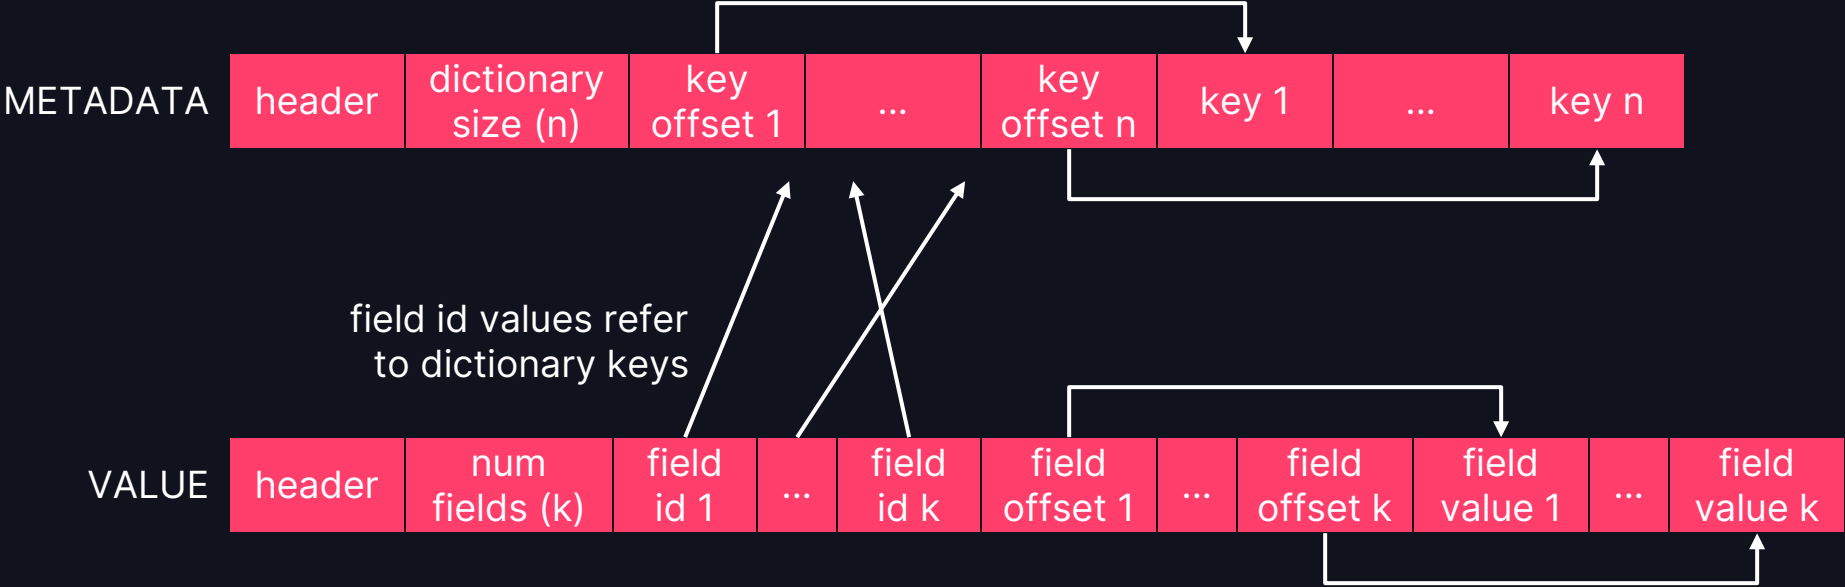 METADATA
header
dictionary
size (n)
key
offset 1
...
key
offset n
key 1
...
key n
field id values refer
to dictionary keys
VALUE
header
num
fields (k)
field
id 1
...
field
id k
field
offset 1
...
field
offset k
field
value 1
...
field
value k